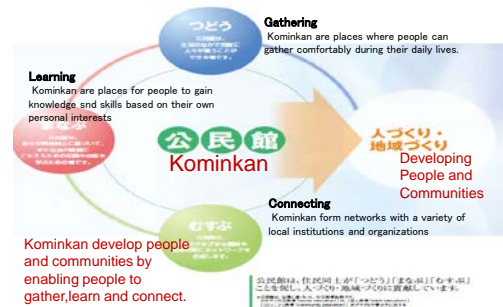 つどう
Gathering
Kominkan are places where people can
gather comfortably during their daily lives.
Learning
Kominkan are places for people to gain
knowledge snd skills based on their own
personal interests
まなぶ
公民館
Kominkan
人づくり・
地域づくり
Developing
People and
Communities
Connecting
Kominkan form networks with a variety of
local institutions and organizations
むすぶ
Kominkan develop people
and communities by
enabling people to
gather,learn and connect.
公民館は、住民同士が「つどう」「まなぶ」「むすぶ」
ことを促し、人づくり・地域づくりに貢献しています。